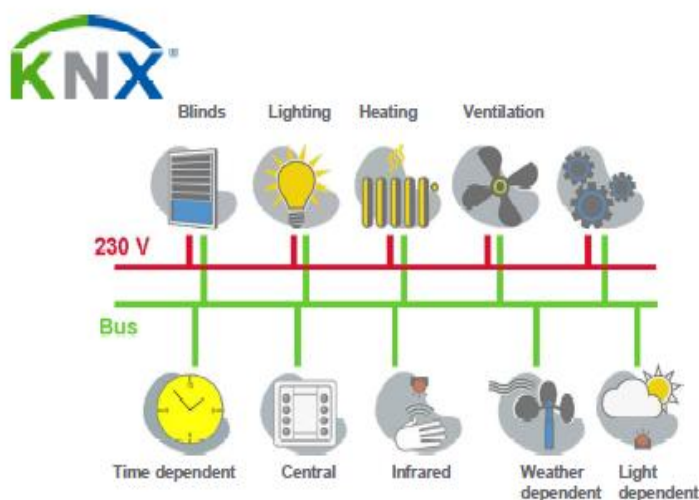 KNX®
Blinds Lighting Heating Ventilation
230 V
Bus
Time dependent Central Infrared Weather dependent Light dependent